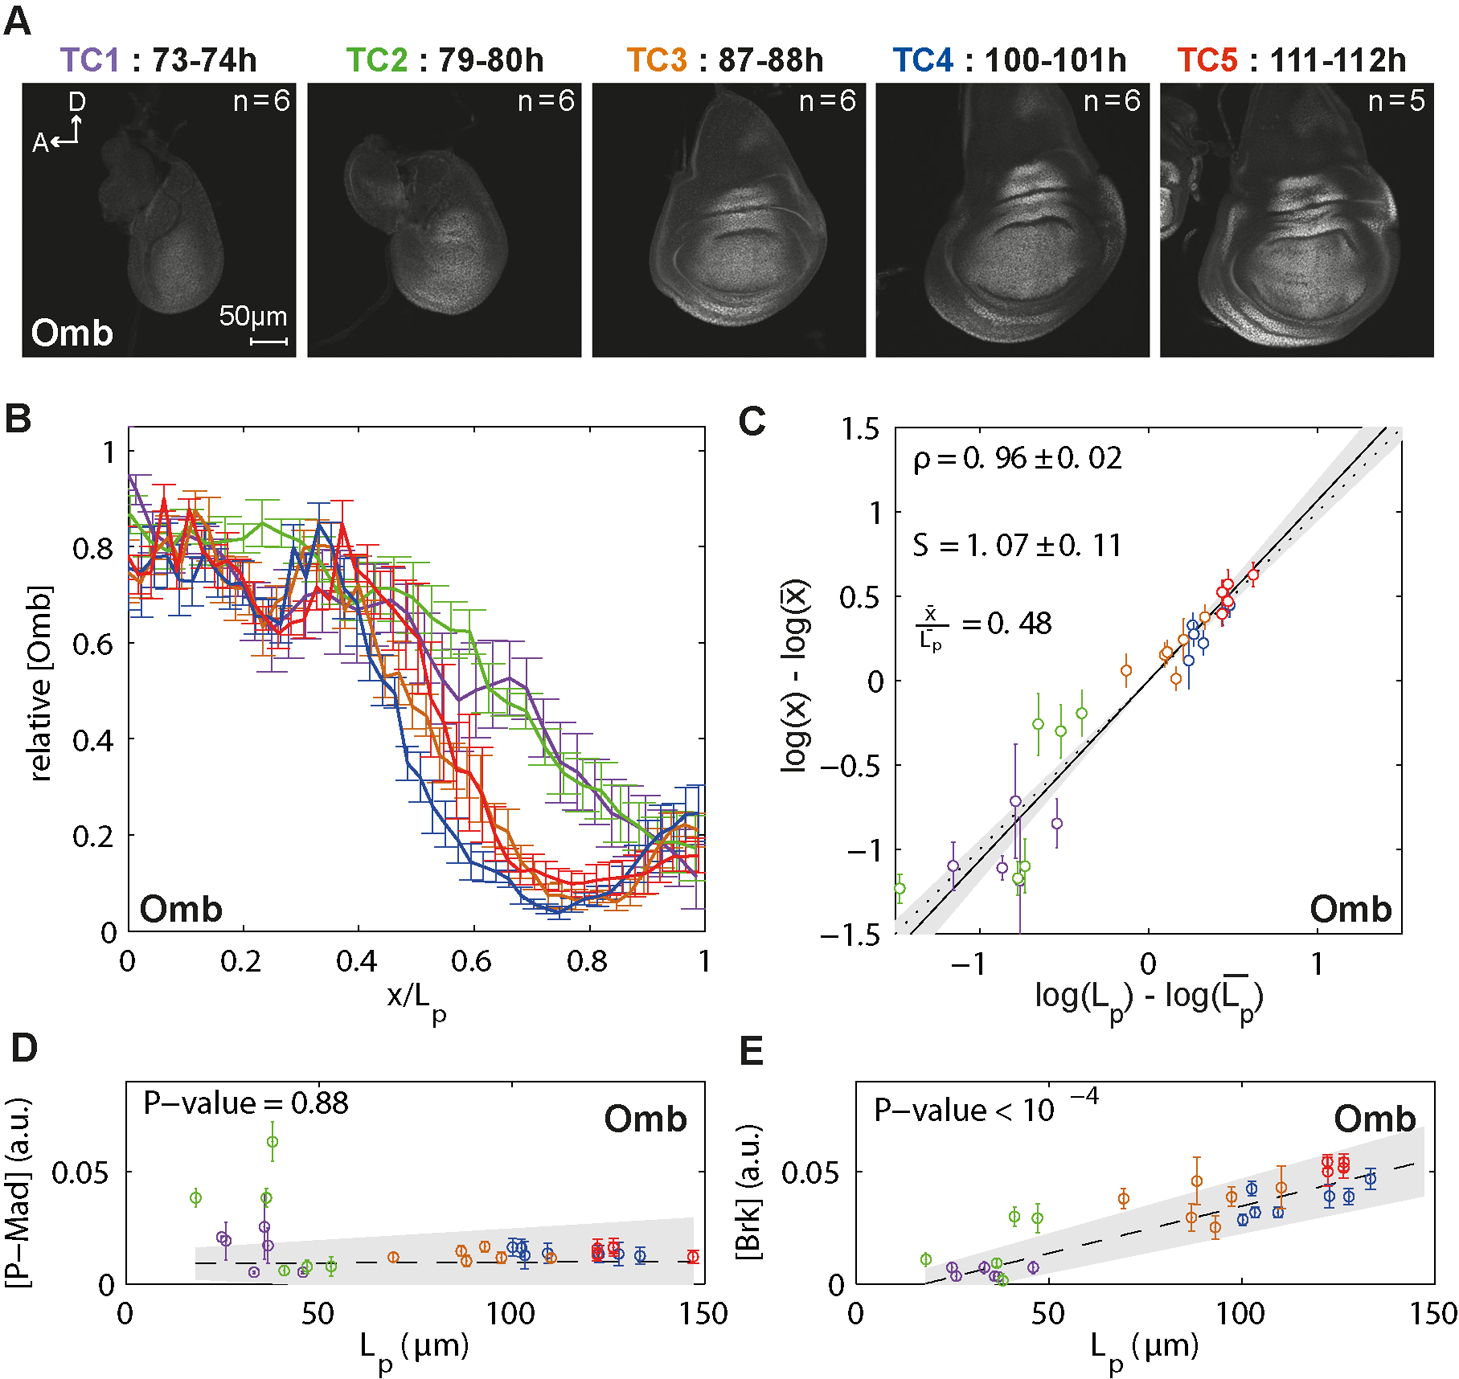 A
TC1 : 73-74h
TC2 : 79-80h
TC3 : 87-88h
TC4 : 100-101h
TC5 : 111-112h
D
A
n=6
n=6
n=6
n=6
n=5
50µm
Omb
B
relative [Omb]
1
0.8
0.6
0.4
0.2
0
Omb
0 0.2 0.4 0.6 0.8 1
x/Lp
C
log(x) - log(x̄)
1.5
1
0.5
0
−0.5
−1
−1.5
ρ = 0. 96 ±0. 02
S = 1. 07 ±0. 11
x̄/L̄p = 0. 48
Omb
−1 0 1
log(Lp) - log(L̄p)
D
[P−Mad] (a.u.)
P−value = 0.88
Omb
0.05
0
0 50 100 150
Lp (µm)
E
[Brk] (a.u.)
P−value < 10 −4
Omb
0.05
0
0 50 100 150
Lp (µm)